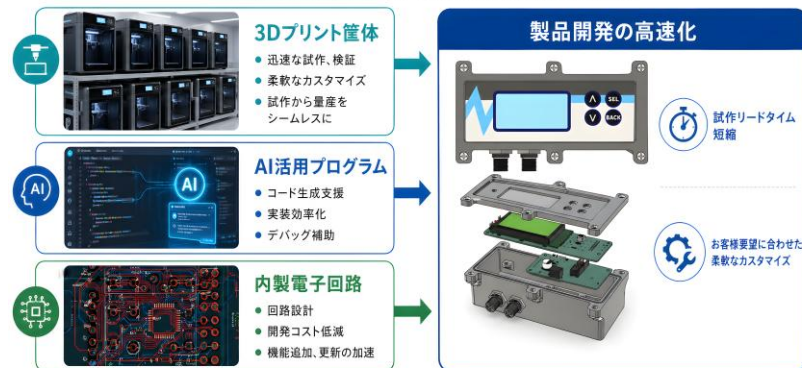 3Dプリント筐体
● 迅速な試作、検証
● 柔軟なカスタマイズ
● 試作から量産を
シームレスに
AI
AI
AI活用プログラム
● コード生成支援
● 実装効率化
● デバッグ補助
内製電子回路
● 回路設計
● 開発コスト低減
● 機能追加、更新の加速
製品開発の高速化
SEL
BACK
試作リードタイム
短縮
お客様要望に合わせた
柔軟なカスタマイズ